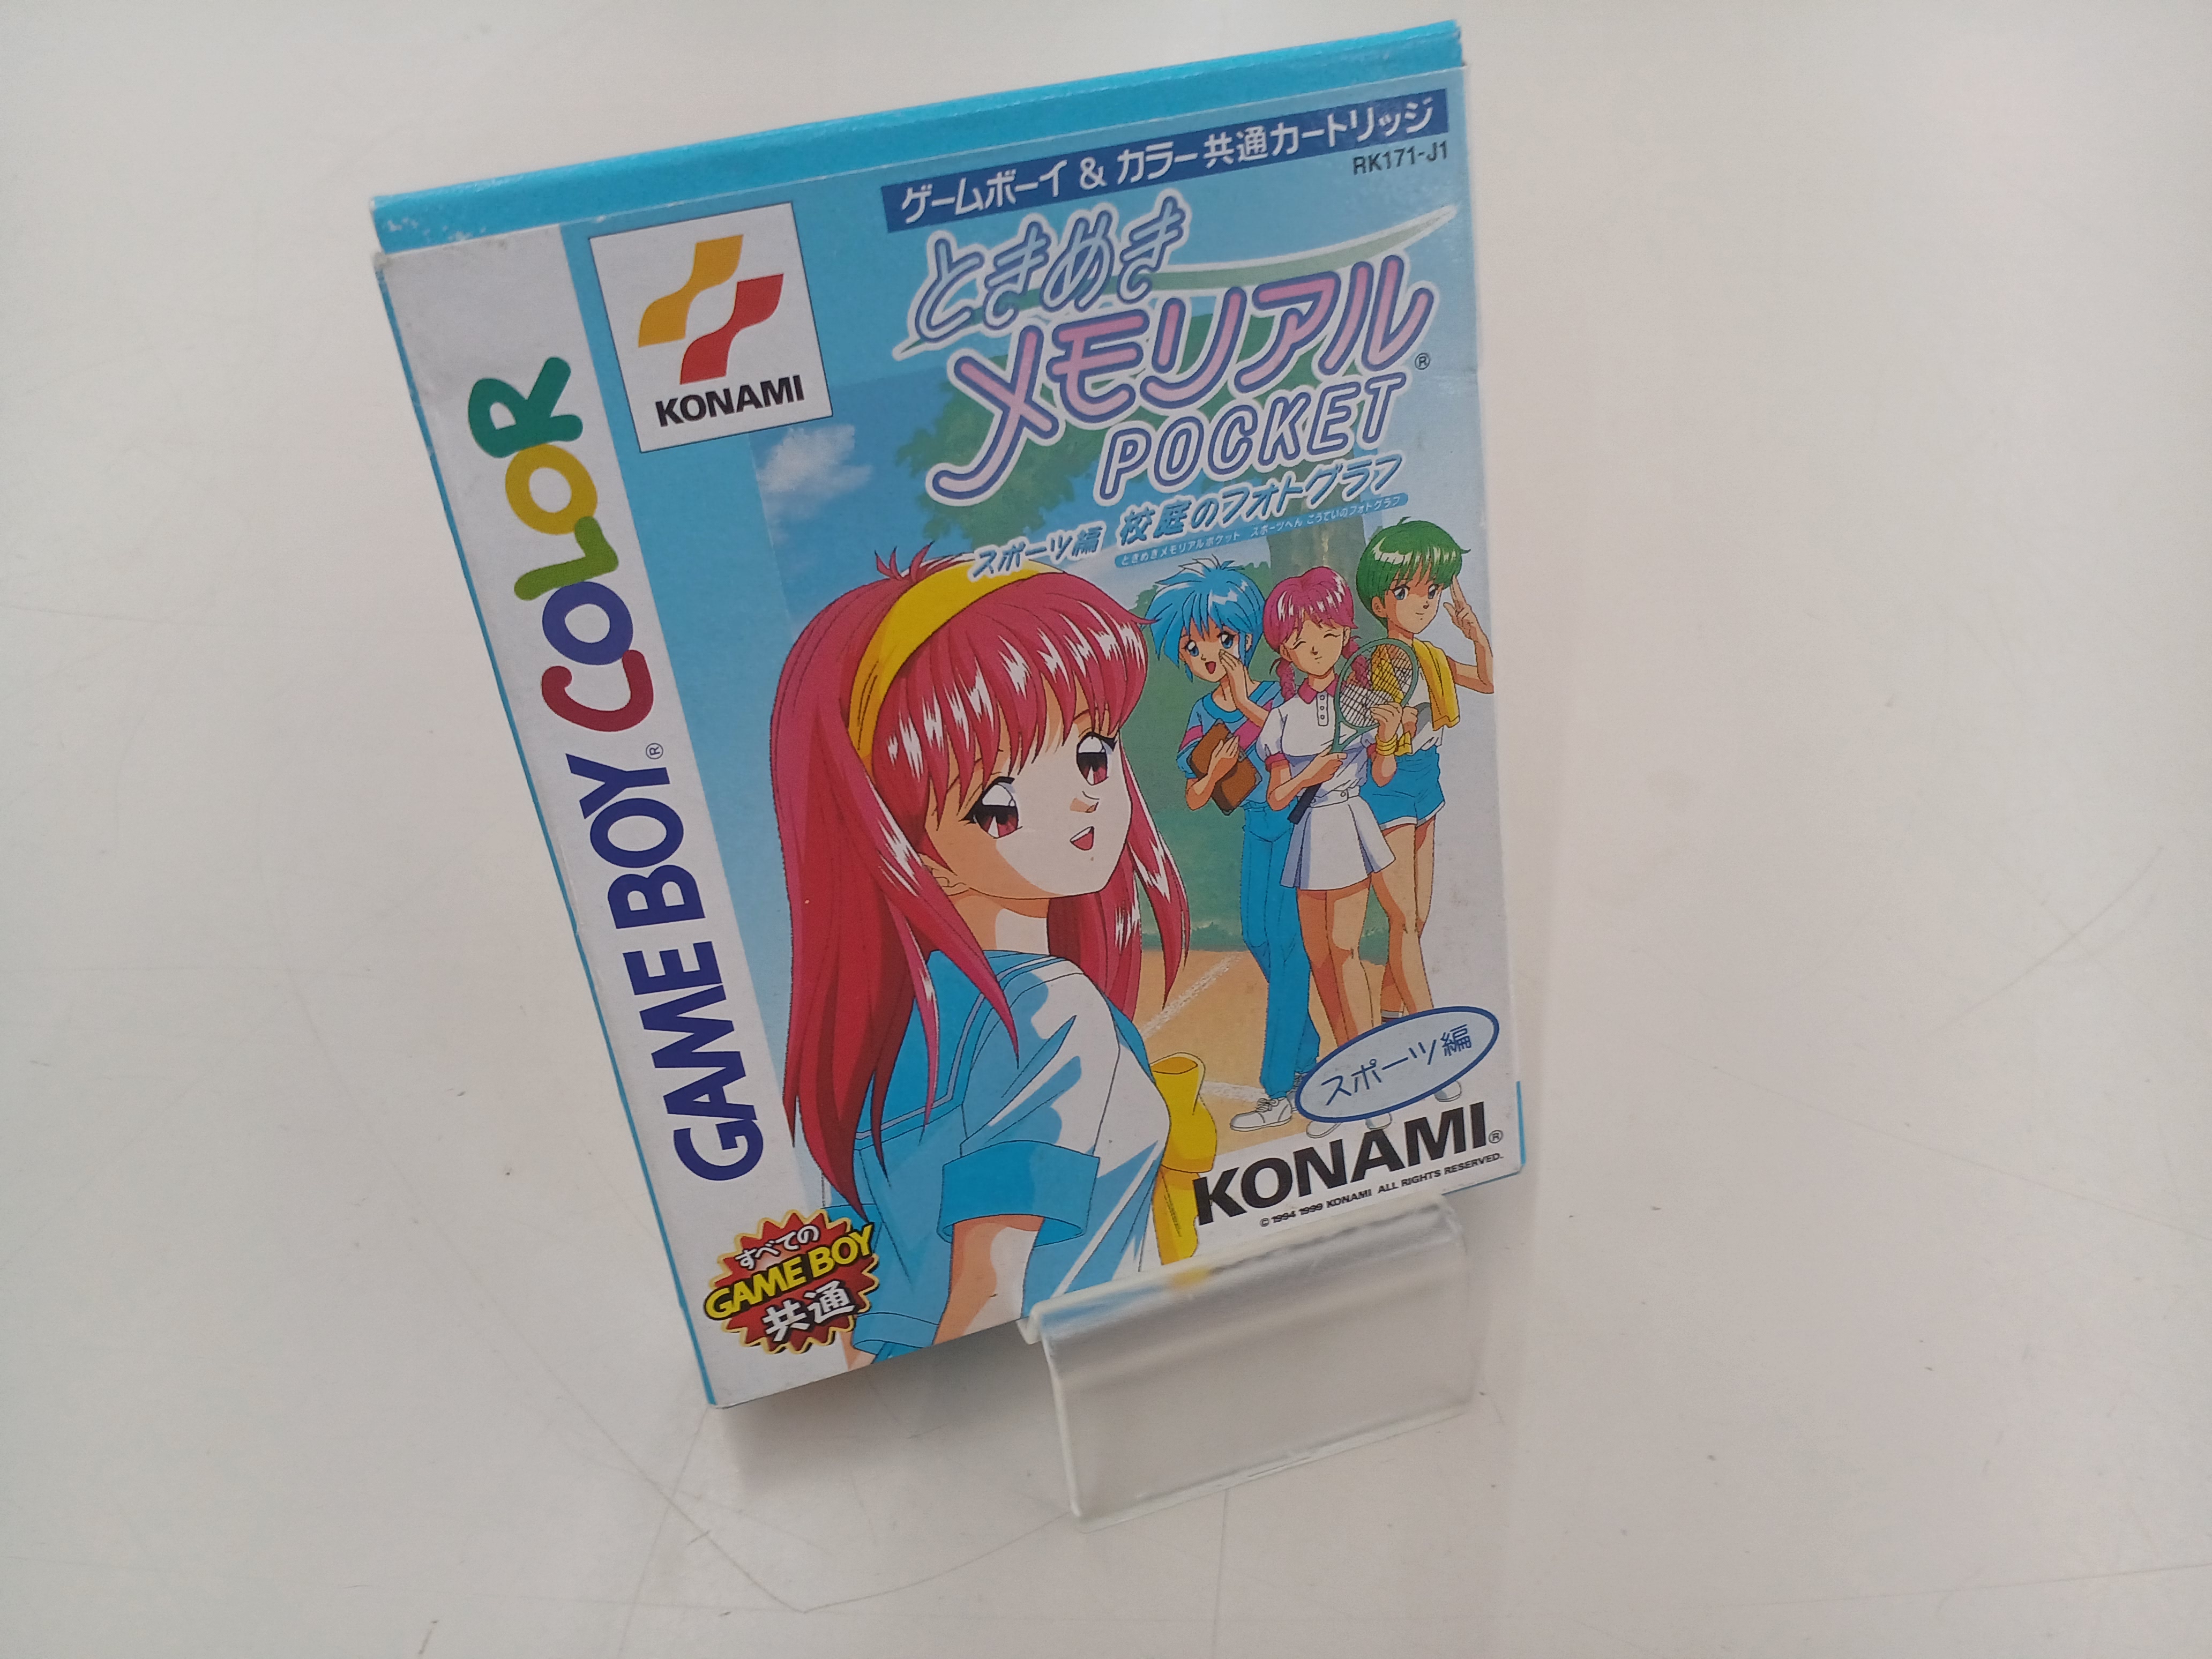 ゲームボーイ & カラー共通カートリッジ
RK171-J1
KONAMI
ときめき
メモリアル®
POCKET
スポーツ編 校庭のフォトグラフ
ときめきメモリアルポケット スポーツへん こうていのフォトグラフ
GAME BOY COLOR®
スポーツ編
KONAMI®
© 1994 1999 KONAMI ALL RIGHTS RESERVED.
すべての
GAME BOY
共通